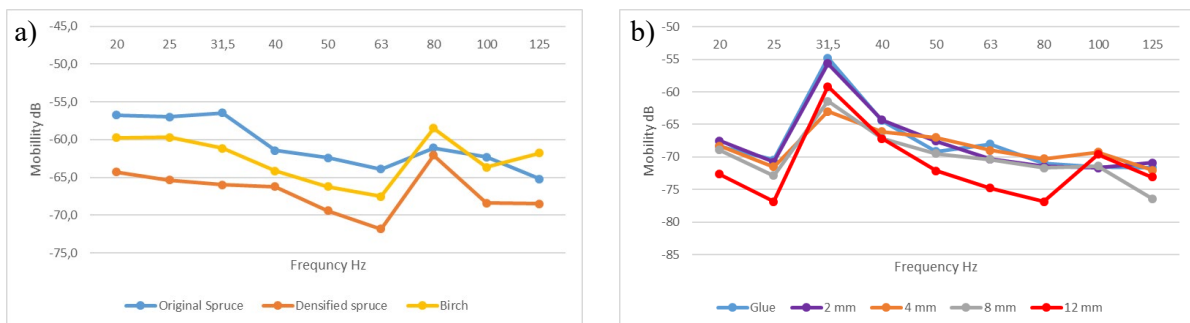 a)
-45,0
20 25 31,5 40 50 63 80 100 125
-50,0
-55,0
-60,0
-65,0
-70,0
-75,0
Mobillity dB
Frequncy Hz
Original Spruce Densified spruce Birch
b)
-50
20 25 31,5 40 50 63 80 100 125
-55
-60
-65
-70
-75
-80
-85
Mobility dB
Frequency Hz
Glue 2 mm 4 mm 8 mm 12 mm